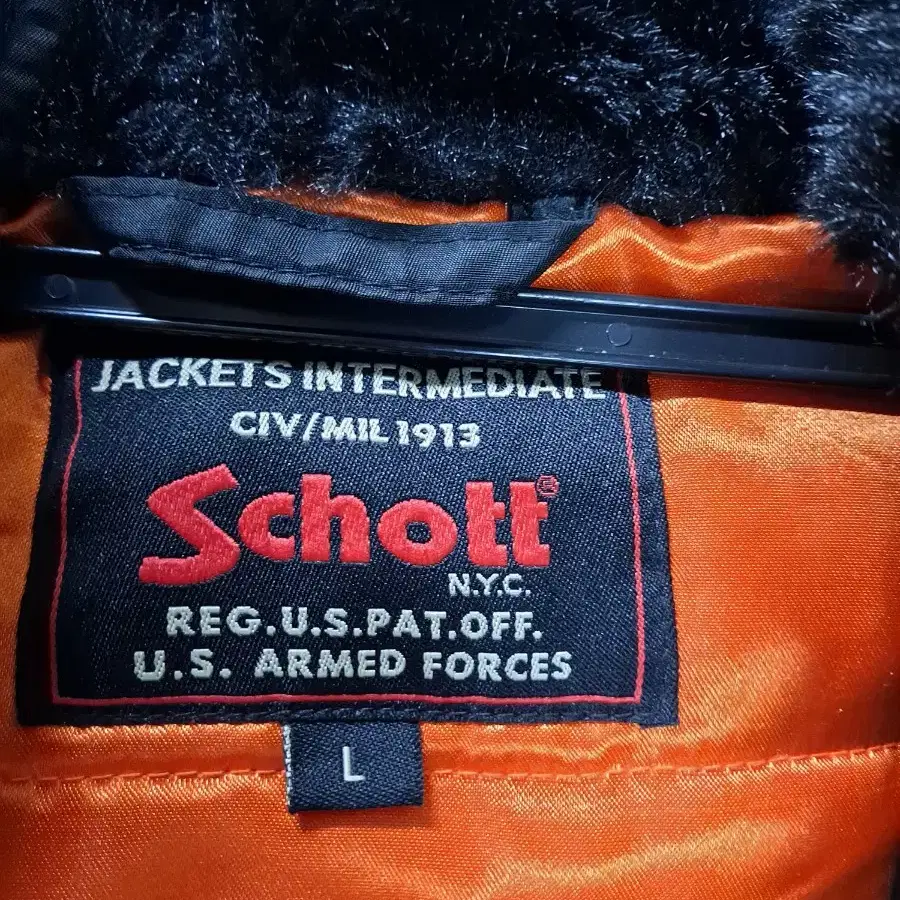 JACKETS INTERMEDIATE
CIV/MIL 1913
Schott®
N.Y.C.
REG.U.S.PAT.OFF.
U.S. ARMED FORCES
L